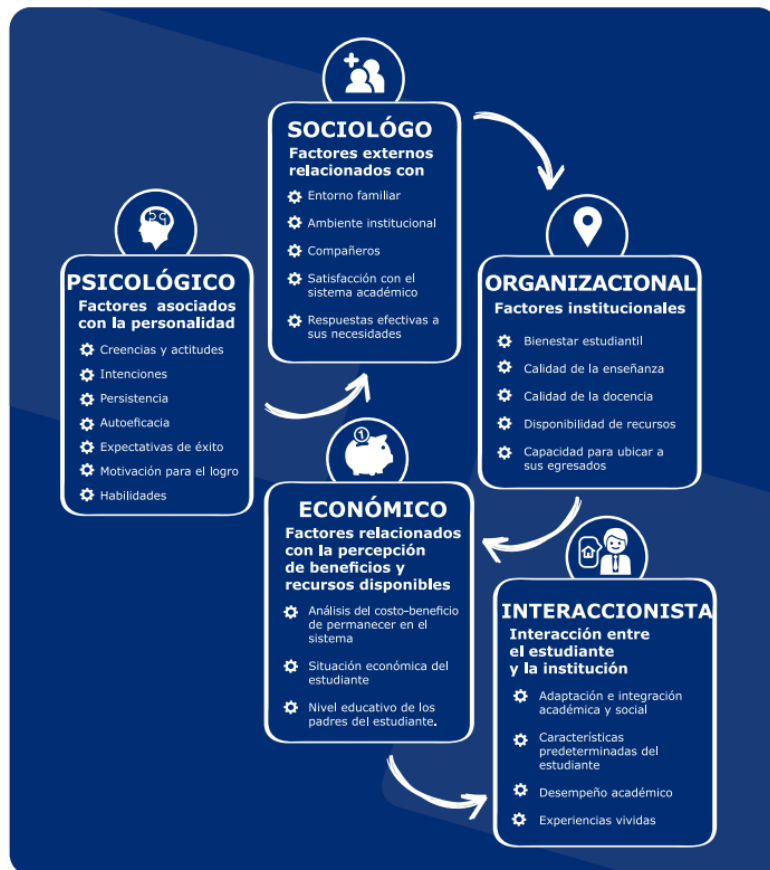 PSICOLÓGICO
Factores asociados
con la personalidad
Creencias y actitudes
Intenciones
Persistencia
Autoeficacia
Expectativas de éxito
Motivación para el logro
Habilidades
SOCIOLÓGO
Factores externos
relacionados con
Entorno familiar
Ambiente institucional
Compañeros
Satisfacción con el
sistema académico
Respuestas efectivas a
sus necesidades
ORGANIZACIONAL
Factores institucionales
Bienestar estudiantil
Calidad de la enseñanza
Calidad de la docencia
Disponibilidad de recursos
Capacidad para ubicar a
sus egresados
1
ECONÓMICO
Factores relacionados
con la percepción
de beneficios y
recursos disponibles
Análisis del costo-beneficio
de permanecer en el
sistema
Situación económica del
estudiante
Nivel educativo de los
padres del estudiante.
INTERACCIONISTA
Interacción entre
el estudiante
y la institución
Adaptación e integración
académica y social
Características
predeterminadas del
estudiante
Desempeño académico
Experiencias vividas